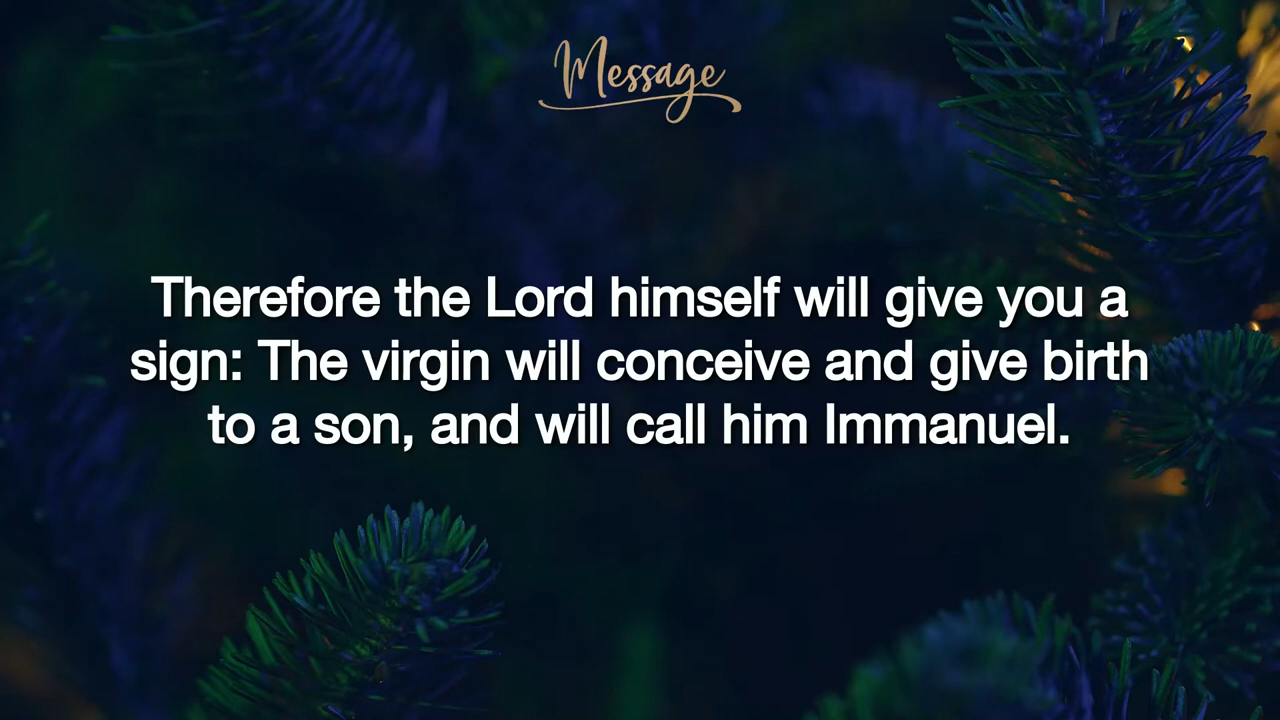 Message
Therefore the Lord himself will give you a
sign: The virgin will conceive and give birth
to a son, and will call him Immanuel.